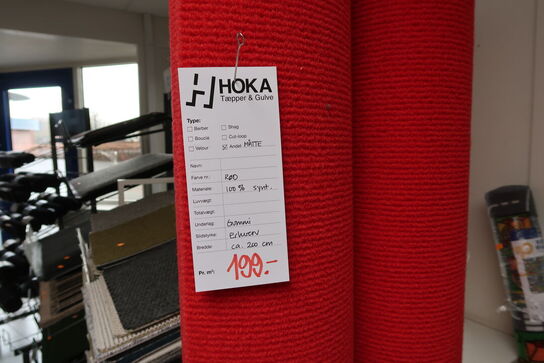 HOKA
Tæpper & Gulve
Type:
Berber Shag
Boucle Cut-loop
Velour Andet MÅTTE
Navn:
Farve nr.: RØD
Materiale: 100% synt.
Luvvægt:
Totalvægt:
Underlag: Gummi
Slidstyrke: Erhverv
Bredde: ca. 200 cm
Pr. m²: 199.-